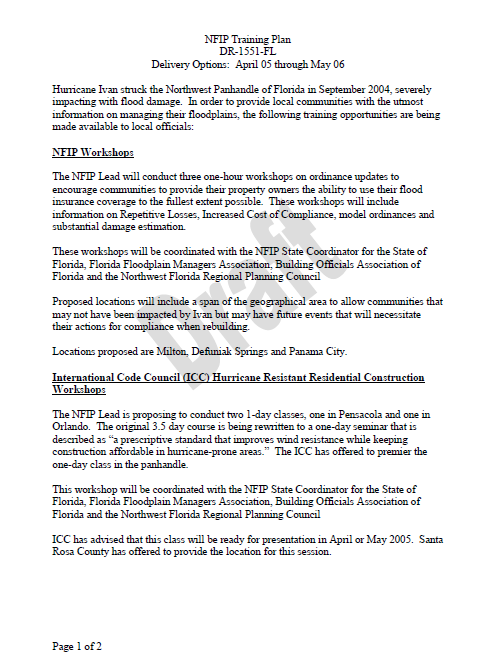 NFIP Training Plan
DR-1551-FL
Delivery Options: April 05 through May 06
Hurricane Ivan struck the Northwest Panhandle of Florida in September 2004, severely
impacting with flood damage. In order to provide local communities with the utmost
information on managing their floodplains, the following training opportunities are being
made available to local officials:
NFIP Workshops
The NFIP Lead will conduct three one-hour workshops on ordinance updates to
encourage communities to provide their property owners the ability to use their flood
insurance coverage to the fullest extent possible. These workshops will include
information on Repetitive Losses, Increased Cost of Compliance, model ordinances and
substantial damage estimation.
These workshops will be coordinated with the NFIP State Coordinator for the State of
Florida, Florida Floodplain Managers Association, Building Officials Association of
Florida and the Northwest Florida Regional Planning Council
Proposed locations will include a span of the geographical area to allow communities that
may not have been impacted by Ivan but may have future events that will necessitate
their actions for compliance when rebuilding.
Locations proposed are Milton, Defuniak Springs and Panama City.
International Code Council (ICC) Hurricane Resistant Residential Construction
Workshops
The NFIP Lead is proposing to conduct two 1-day classes, one in Pensacola and one in
Orlando. The original 3.5 day course is being rewritten to a one-day seminar that is
described as “a prescriptive standard that improves wind resistance while keeping
construction affordable in hurricane-prone areas.” The ICC has offered to premier the
one-day class in the panhandle.
This workshop will be coordinated with the NFIP State Coordinator for the State of
Florida, Florida Floodplain Managers Association, Building Officials Association of
Florida and the Northwest Florida Regional Planning Council
ICC has advised that this class will be ready for presentation in April or May 2005. Santa
Rosa County has offered to provide the location for this session.
Page 1 of 2
Draft